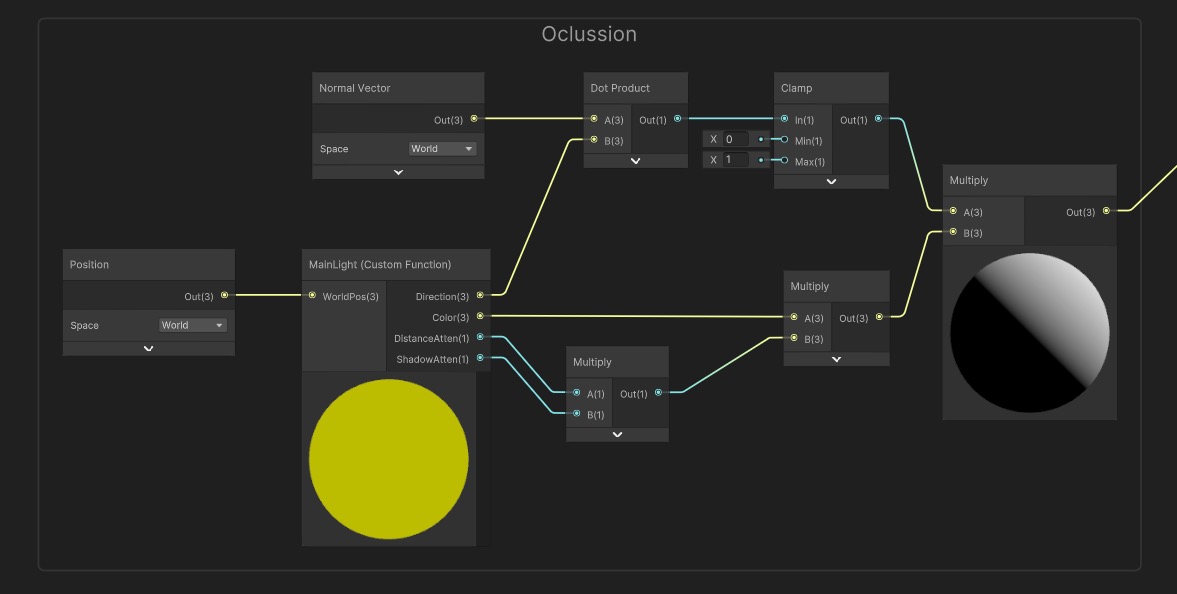 Oclussion
Normal Vector
Out(3)
Space World
Dot Product
A(3) Out(1)
B(3)
Clamp
In(1) Out(1)
X 0 Min(1)
X 1 Max(1)
Multiply
A(3) Out(3)
B(3)
Position
Out(3)
Space World
MainLight (Custom Function)
WorldPos(3) Direction(3)
Color(3)
DistanceAtten(1)
ShadowAtten(1)
Multiply
A(3) Out(3)
B(3)
Multiply
A(1) Out(1)
B(1)